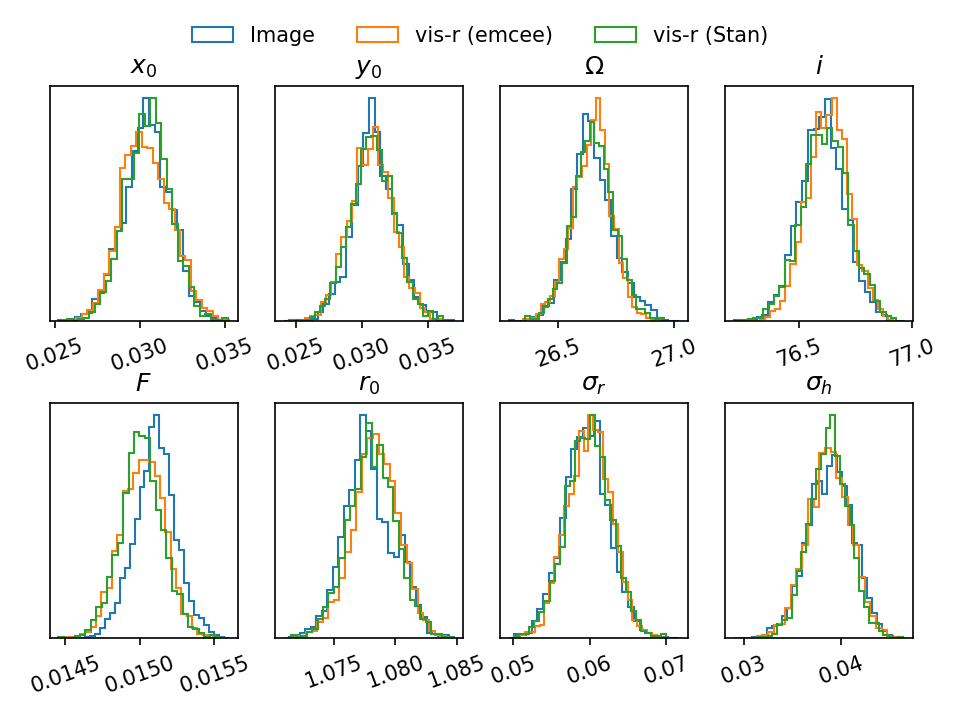 Image vis-r (emcee) vis-r (Stan)
x₀ y₀ Ω i
0.025 0.030 0.035 0.025 0.030 0.035 26.5 27.0 76.5 77.0
F r₀ σᵣ σₕ
0.0145 0.0150 0.0155 1.075 1.080 1.085 0.05 0.06 0.07 0.03 0.04